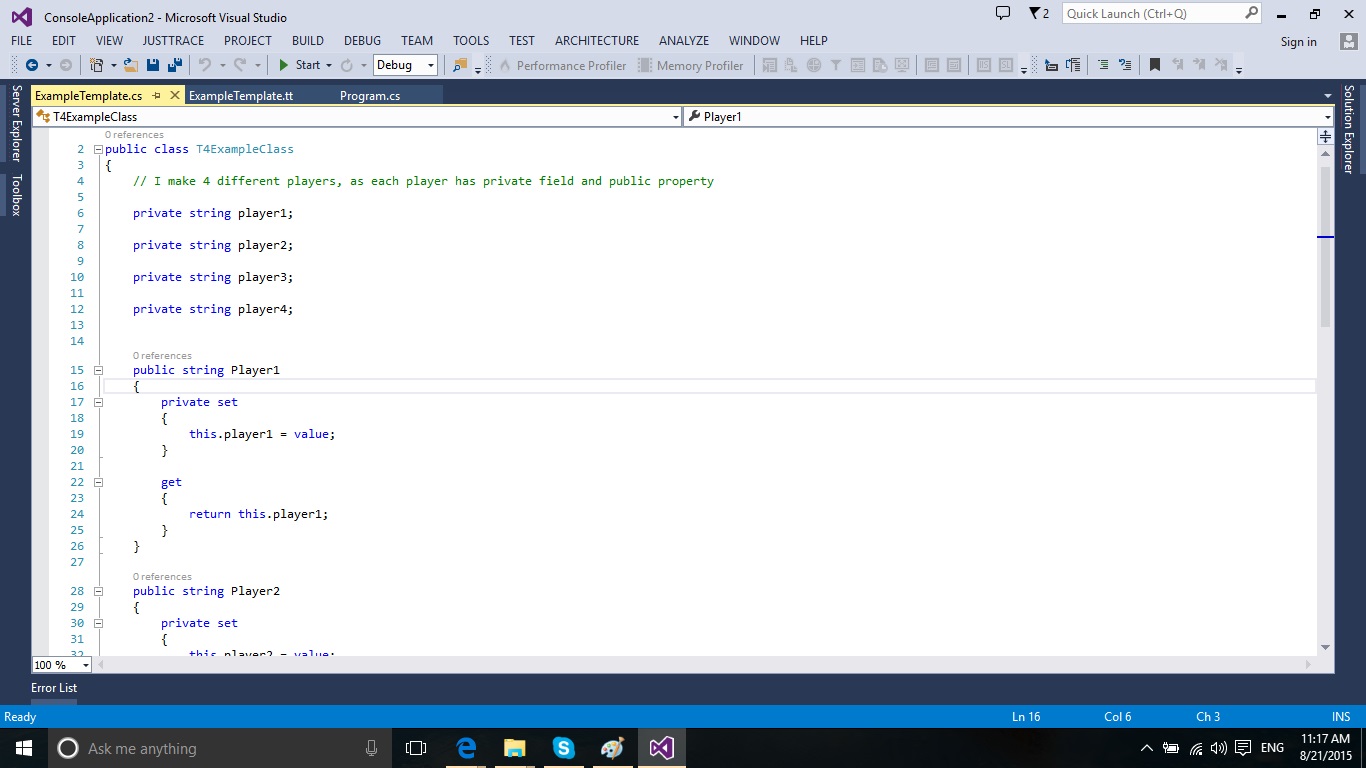 ConsoleApplication2 - Microsoft Visual Studio
2
Quick Launch (Ctrl+Q)
FILE EDIT VIEW JUSTTRACE PROJECT BUILD DEBUG TEAM TOOLS TEST ARCHITECTURE ANALYZE WINDOW HELP
Sign in
Start Debug Performance Profiler Memory Profiler
Server Explorer
Toolbox
ExampleTemplate.cs ExampleTemplate.tt Program.cs
Solution Explorer
T4ExampleClass Player1
0 references
2 public class T4ExampleClass
3 {
4 // I make 4 different players, as each player has private field and public property
5
6 private string player1;
7
8 private string player2;
9
10 private string player3;
11
12 private string player4;
13
14
0 references
15 public string Player1
16 {
17 private set
18 {
19 this.player1 = value;
20 }
21
22 get
23 {
24 return this.player1;
25 }
26 }
27
0 references
28 public string Player2
29 {
30 private set
31 {
32 this.player2 = value;
100 %
Error List
Ready Ln 16 Col 6 Ch 3 INS
Ask me anything
ENG
11:17 AM
8/21/2015